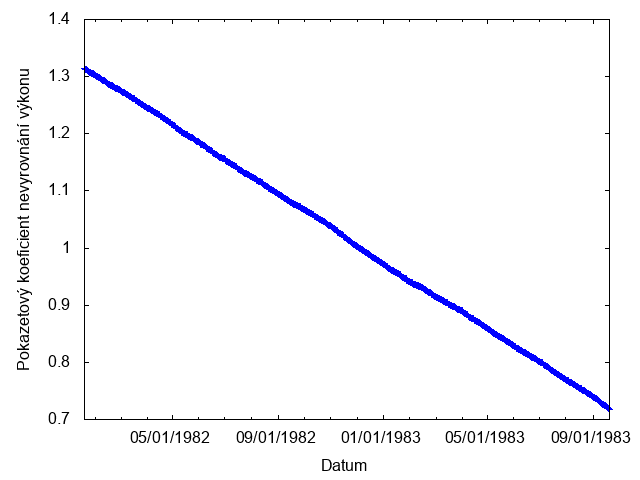 1.4
1.3
1.2
1.1
1
0.9
0.8
0.7
Pokazetový koeficient nevyrovnání výkonu
05/01/1982 09/01/1982 01/01/1983 05/01/1983 09/01/1983
Datum